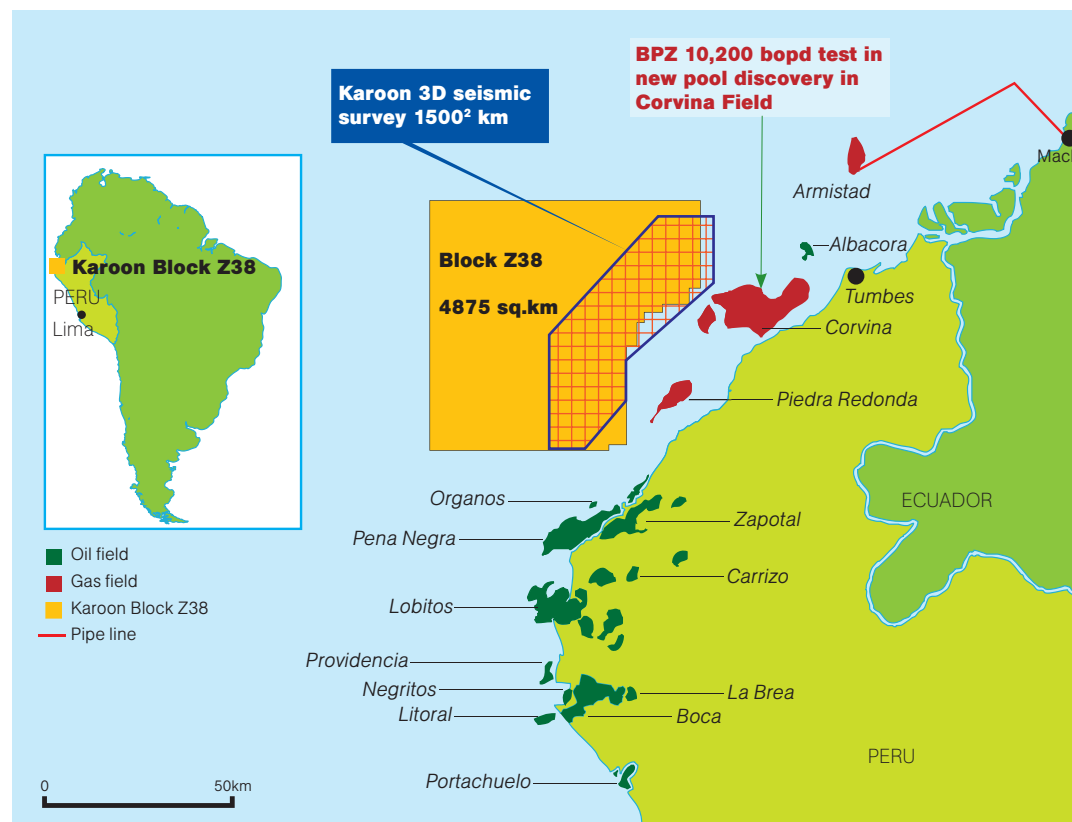 BPZ 10,200 bopd test in
new pool discovery in
Corvina Field
Karoon 3D seismic
survey 1500² km
Mac
Armistad
Albacora
Block Z38
4875 sq.km
Tumbes
Corvina
Karoon Block Z38
PERU
Lima
Piedra Redonda
Organos
Zapotal
ECUADOR
Pena Negra
Carrizo
Lobitos
Oil field
Gas field
Karoon Block Z38
Pipe line
Providencia
Negritos
La Brea
Litoral
Boca
PERU
Portachuelo
0 50km